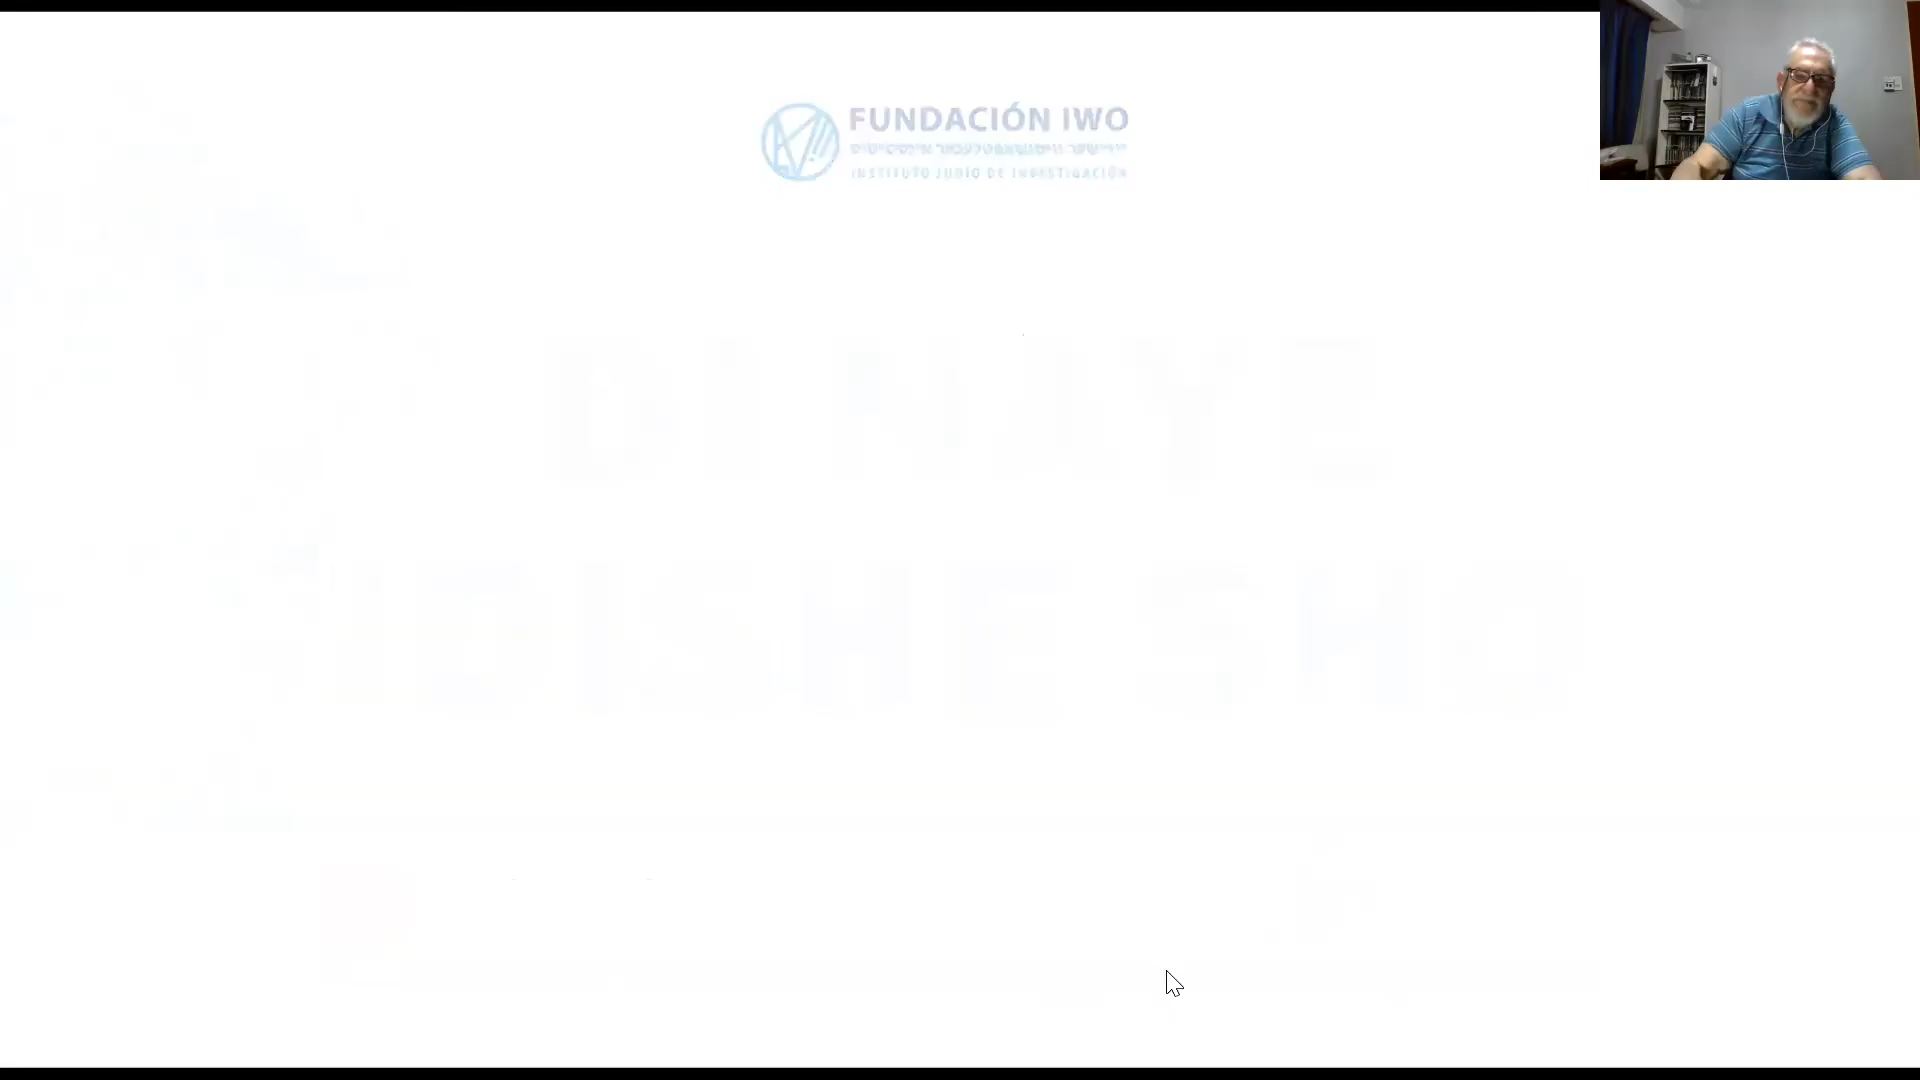 FUNDACIÓN IWO
INSTITUTO JUDÍO DE INVESTIGACIÓN
DI NAYE
IDISHE SHO